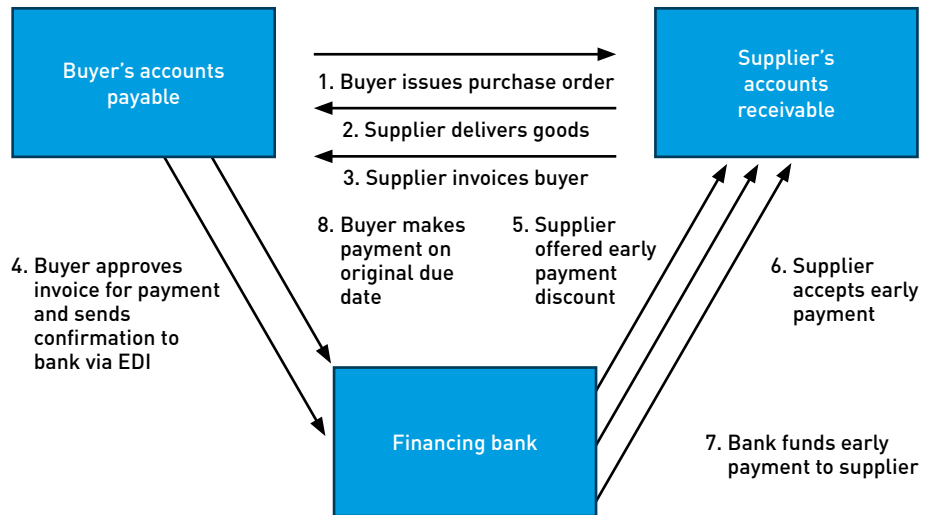 Buyer's accounts
payable
Supplier's
accounts
receivable
1. Buyer issues purchase order
2. Supplier delivers goods
3. Supplier invoices buyer
4. Buyer approves
invoice for payment
and sends
confirmation to
bank via EDI
8. Buyer makes
payment on
original due
date
5. Supplier
offered early
payment
discount
6. Supplier
accepts early
payment
Financing bank
7. Bank funds early
payment to supplier